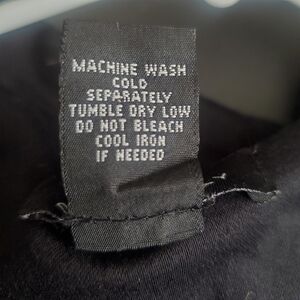 MACHINE WASH
COLD
SEPARATELY
TUMBLE DRY LOW
DO NOT BLEACH
COOL IRON
IF NEEDED